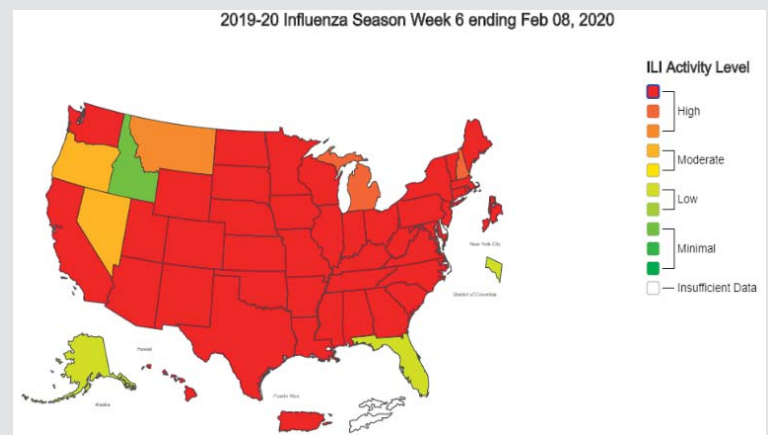 2019-20 Influenza Season Week 6 ending Feb 08, 2020
ILI Activity Level
High
Moderate
Low
Minimal
Insufficient Data
New York City
District of Columbia
Hawaii
Alaska
Puerto Rico